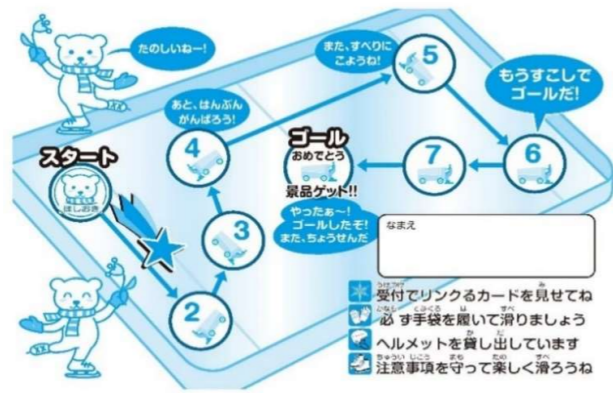 たのしいねー!
また、すべりに
こようね!
5
もうすこしで
ゴールだ!
あと、はんぶん
がんばろう!
スタート
はしおき
4
ゴール
おめでとう
景品ゲット!!
7
6
3
やったぁ〜!
ゴールしたぞ!
また、ちょうせんだ
2
なまえ
受付でリンクるカードを見せてね
必ず手袋を履いて滑りましょう
ヘルメットを貸し出しています
注意事項を守って楽しく滑ろうね